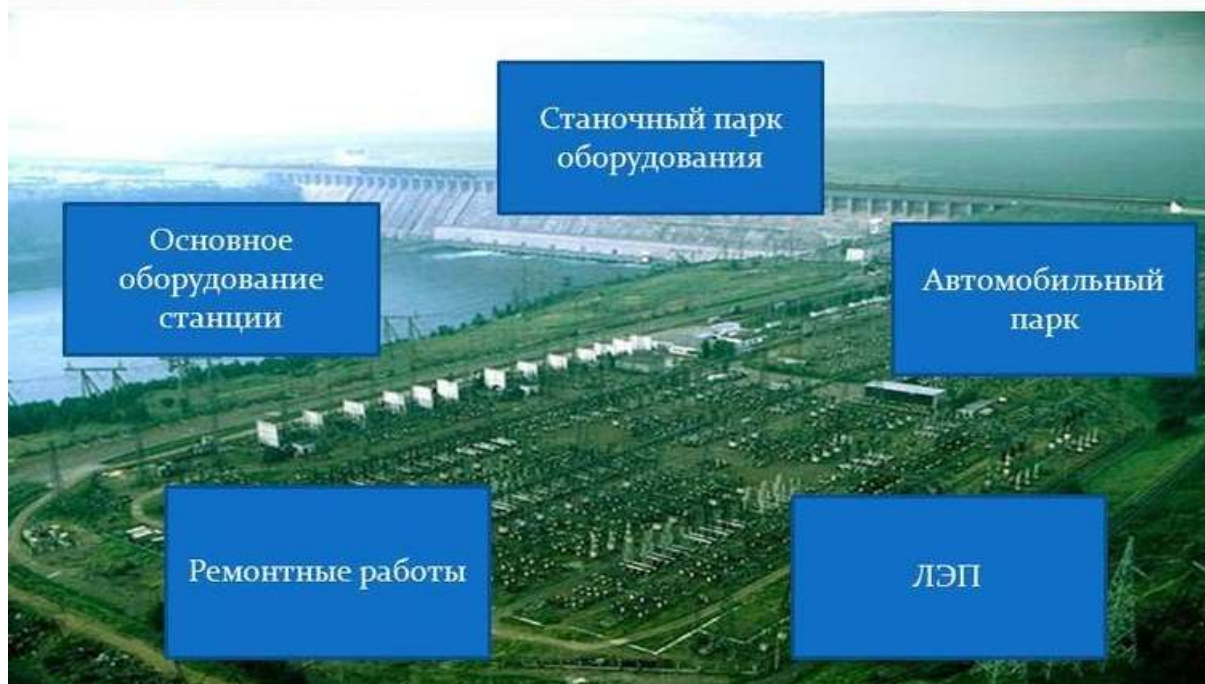 Станочный парк
оборудования
Основное
оборудование
станции
Автомобильный
парк
Ремонтные работы
ЛЭП